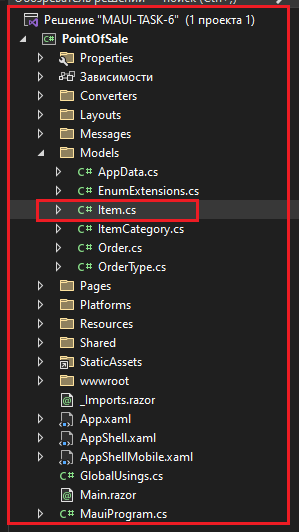 Обозреватель решений — поиск (Ctrl+;)
Решение "MAUI-TASK-6" (1 проекта 1)
PointOfSale
Properties
Зависимости
Converters
Layouts
Messages
Models
C# AppData.cs
C# EnumExtensions.cs
C# Item.cs
C# ItemCategory.cs
C# Order.cs
C# OrderType.cs
Pages
Platforms
Resources
Shared
StaticAssets
wwwroot
_Imports.razor
App.xaml
AppShell.xaml
AppShellMobile.xaml
C# GlobalUsings.cs
Main.razor
C# MauiProgram.cs